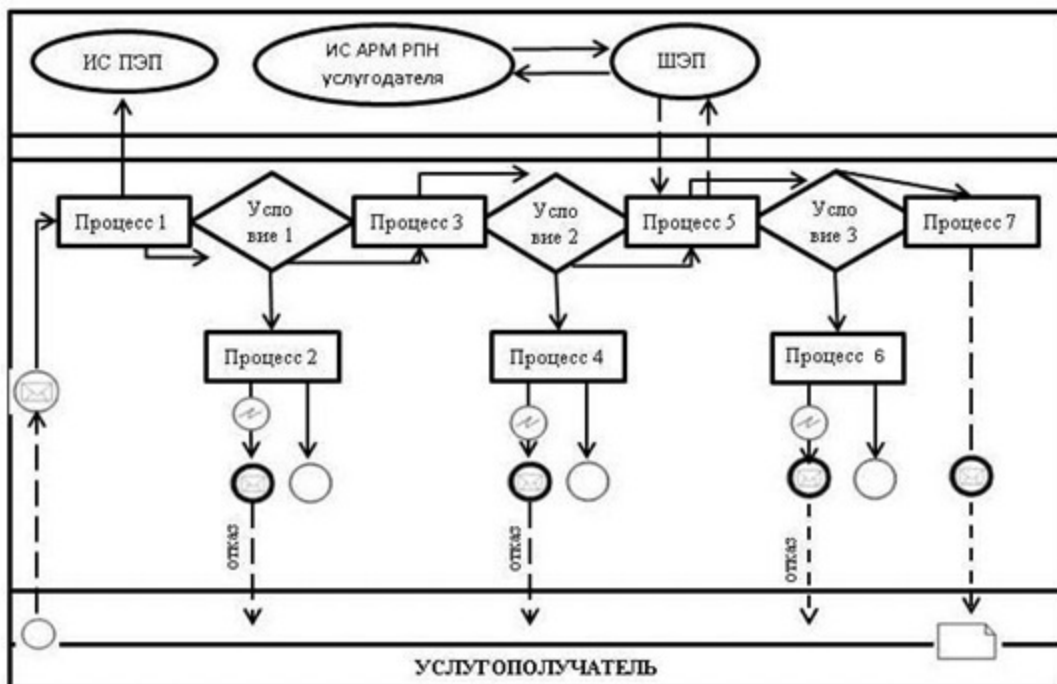 ИС ПЭП
ИС АРМ РПН
услугодателя
ШЭП
Процесс 1
Усло
вие 1
Процесс 3
Усло
вие 2
Процесс 5
Усло
вие 3
Процесс 7
Процесс 2
Процесс 4
Процесс 6
отказ
отказ
отказ
УСЛУГОПОЛУЧАТЕЛЬ